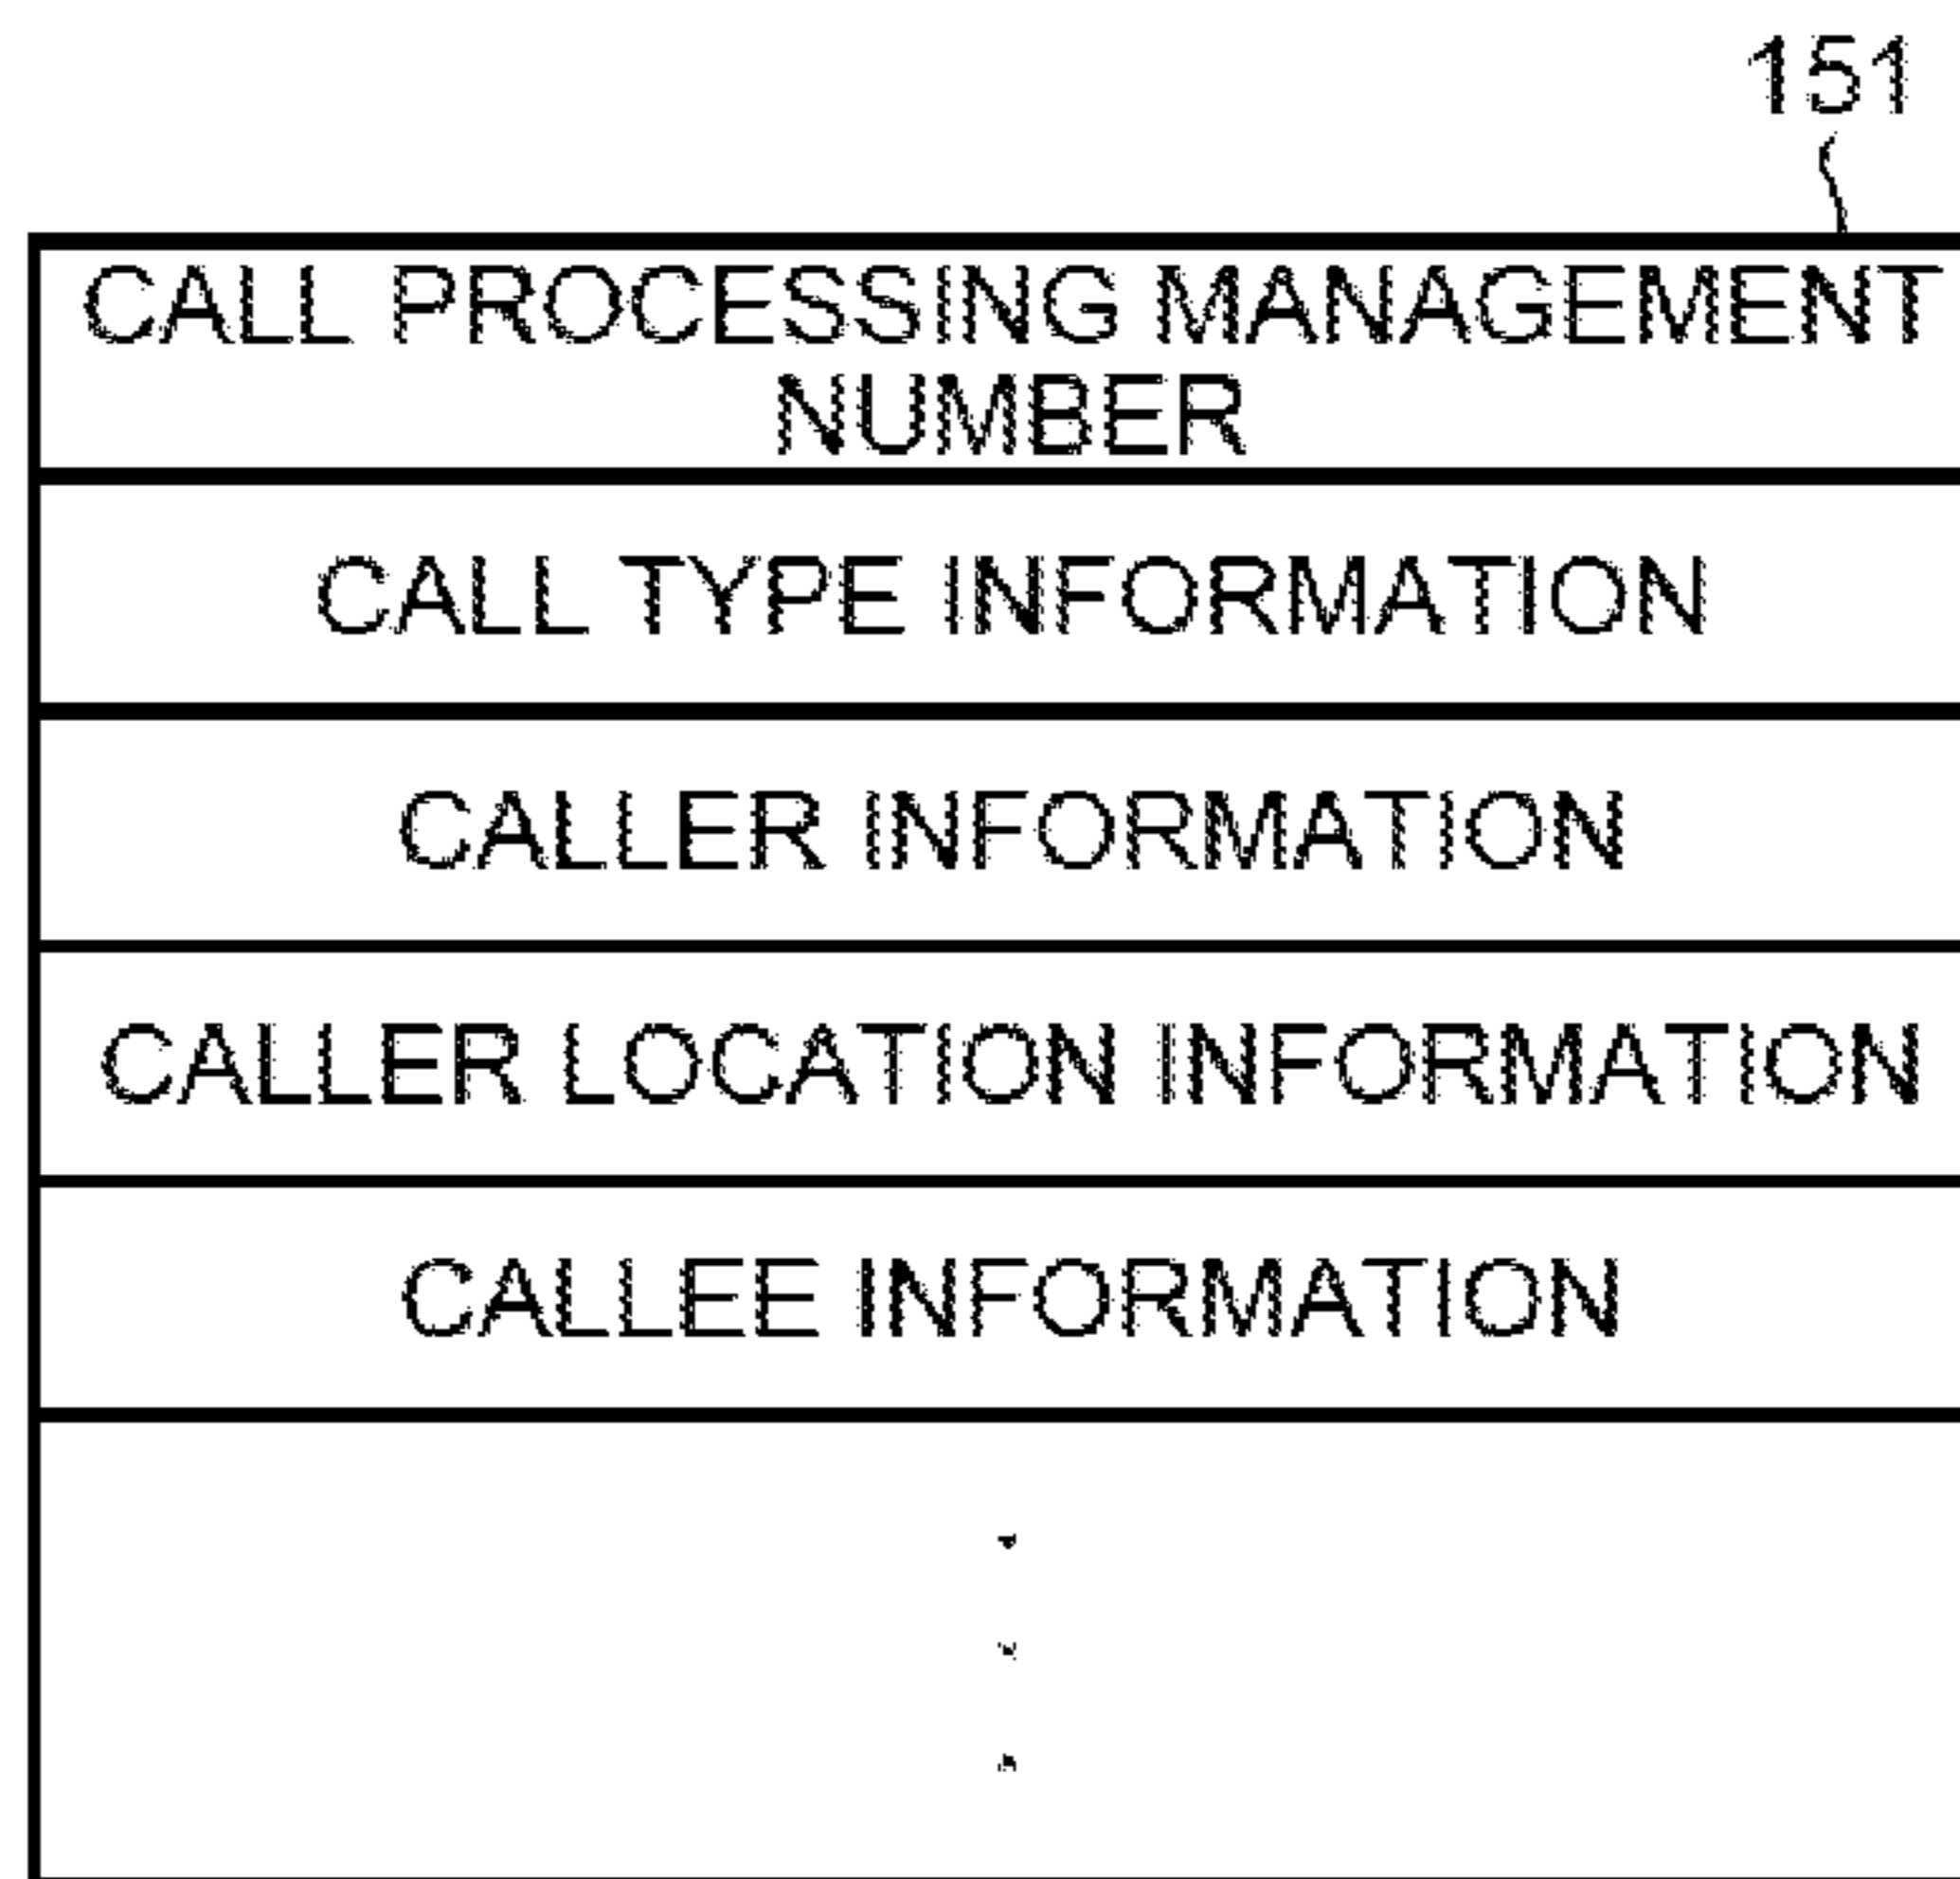 151
CALL PROCESSING MANAGEMENT
NUMBER
CALL TYPE INFORMATION
CALLER INFORMATION
CALLER LOCATION INFORMATION
CALLEE INFORMATION